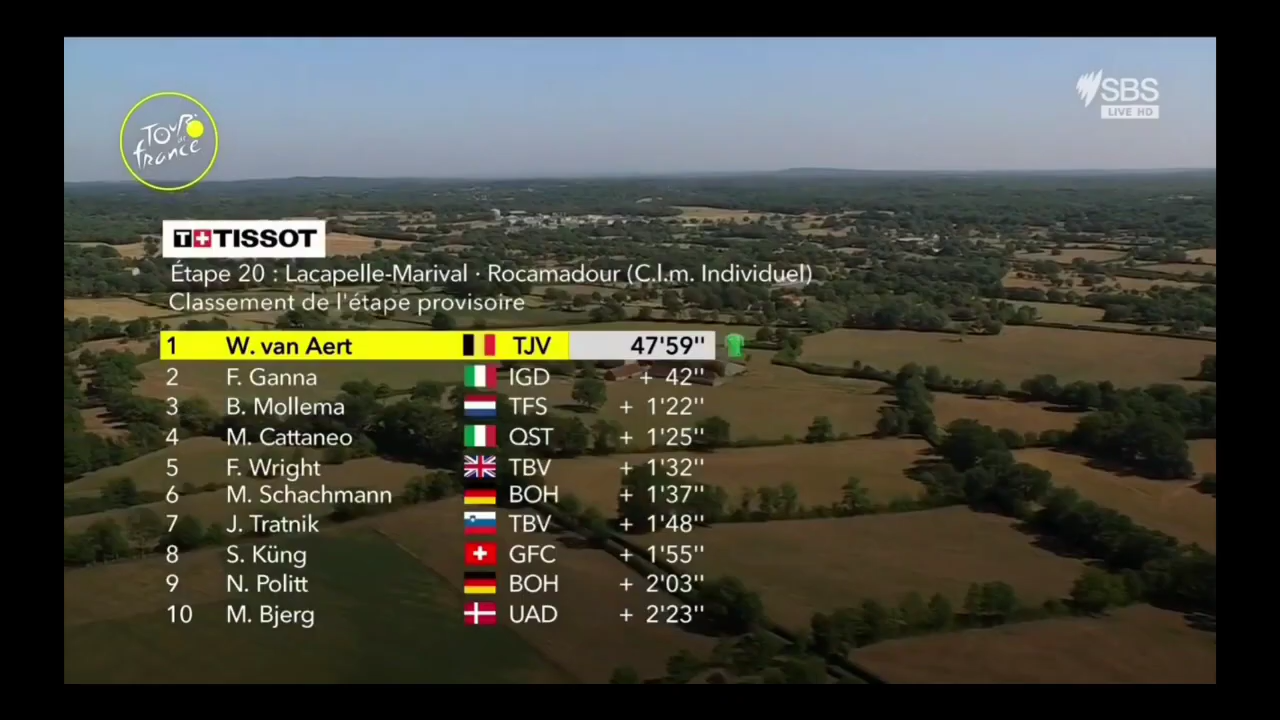 SBS
LIVE HD
TOUR de france
T+TISSOT
Étape 20 : Lacapelle-Marival · Rocamadour (C.l.m. Individuel)
Classement de l'étape provisoire
1 W. van Aert TJV 47'59''
2 F. Ganna IGD + 42''
3 B. Mollema TFS + 1'22''
4 M. Cattaneo QST + 1'25''
5 F. Wright TBV + 1'32''
6 M. Schachmann BOH + 1'37''
7 J. Tratnik TBV + 1'48''
8 S. Küng GFC + 1'55''
9 N. Politt BOH + 2'03''
10 M. Bjerg UAD + 2'23''